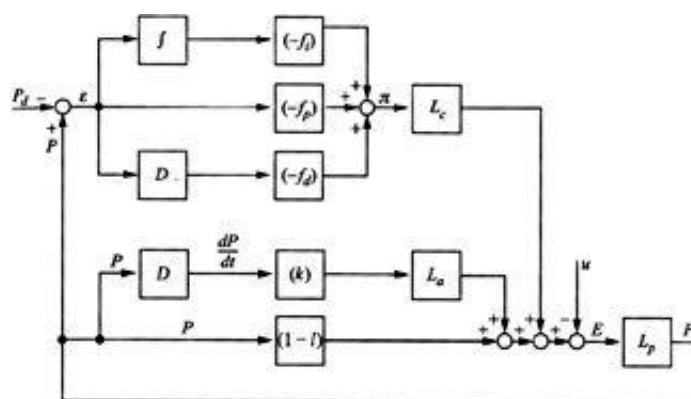 ∫
(−f_i)
P_d − ε
+
P
(−f_p)
+ + + π
L_c
D
(−f_d)
P
D
dP/dt
(k)
L_a
u
P
(1 − l)
+ + + + + −
E
L_p
P